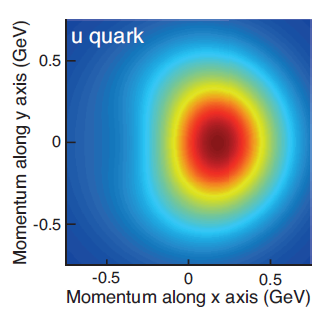 u quark
Momentum along y axis (GeV)
0.5
0
-0.5
-0.5 0 0.5
Momentum along x axis (GeV)